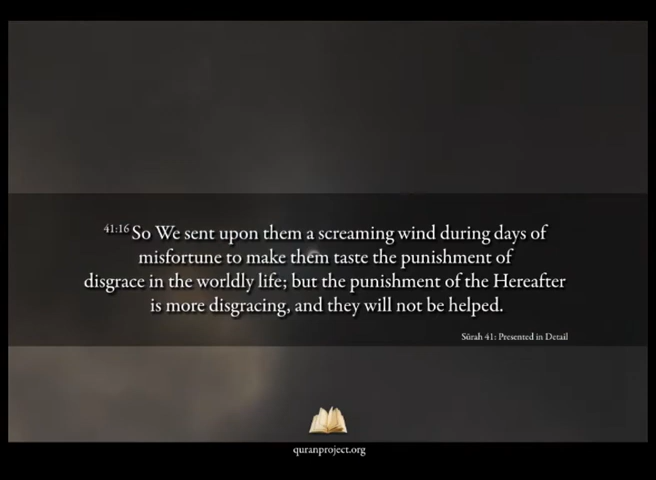 41:16 So We sent upon them a screaming wind during days of
misfortune to make them taste the punishment of
disgrace in the worldly life; but the punishment of the Hereafter
is more disgracing, and they will not be helped.
Sūrah 41: Presented in Detail
quranproject.org